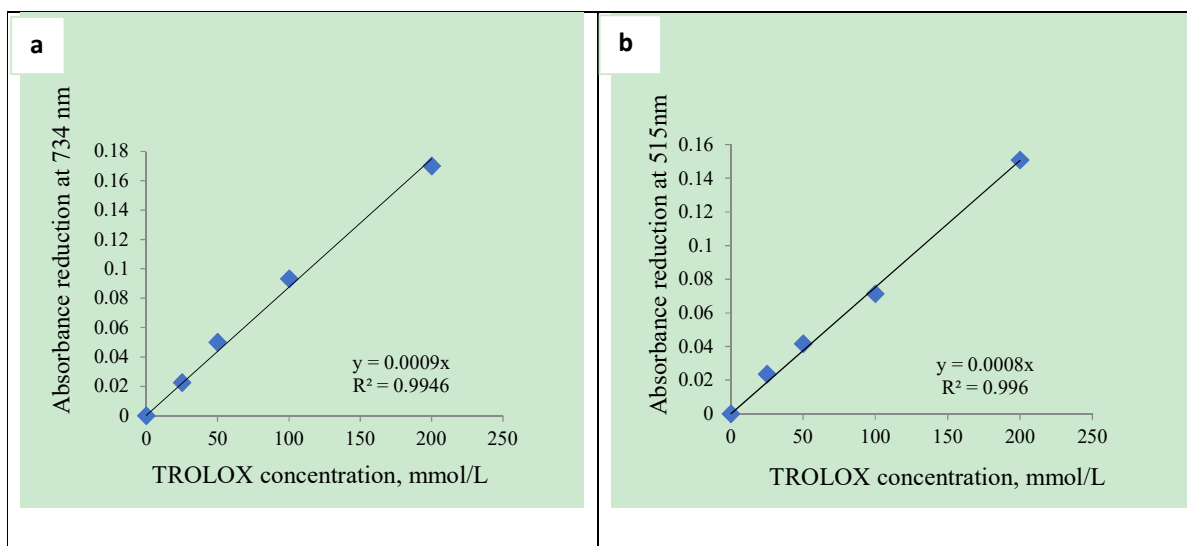 a
Absorbance reduction at 734 nm
0.18
0.16
0.14
0.12
0.1
0.08
0.06
0.04
0.02
0
y = 0.0009x
R² = 0.9946
0 50 100 150 200 250
TROLOX concentration, mmol/L
b
Absorbance reduction at 515nm
0.16
0.14
0.12
0.1
0.08
0.06
0.04
0.02
0
y = 0.0008x
R² = 0.996
0 50 100 150 200 250
TROLOX concentration, mmol/L